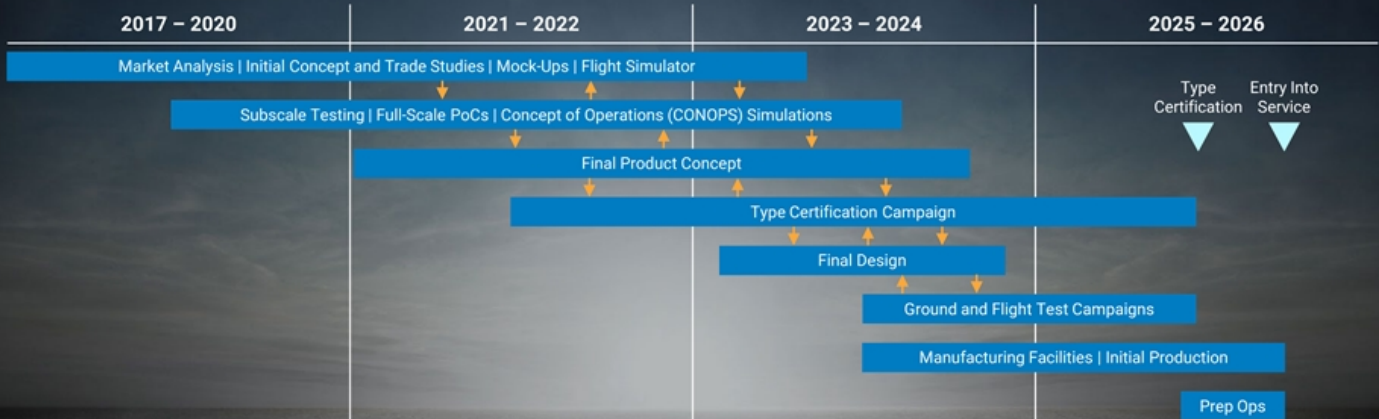 2017 – 2020
2021 – 2022
2023 – 2024
2025 – 2026
Market Analysis | Initial Concept and Trade Studies | Mock-Ups | Flight Simulator
Type
Certification
Entry Into
Service
Subscale Testing | Full-Scale PoCs | Concept of Operations (CONOPS) Simulations
Final Product Concept
Type Certification Campaign
Final Design
Ground and Flight Test Campaigns
Manufacturing Facilities | Initial Production
Prep Ops